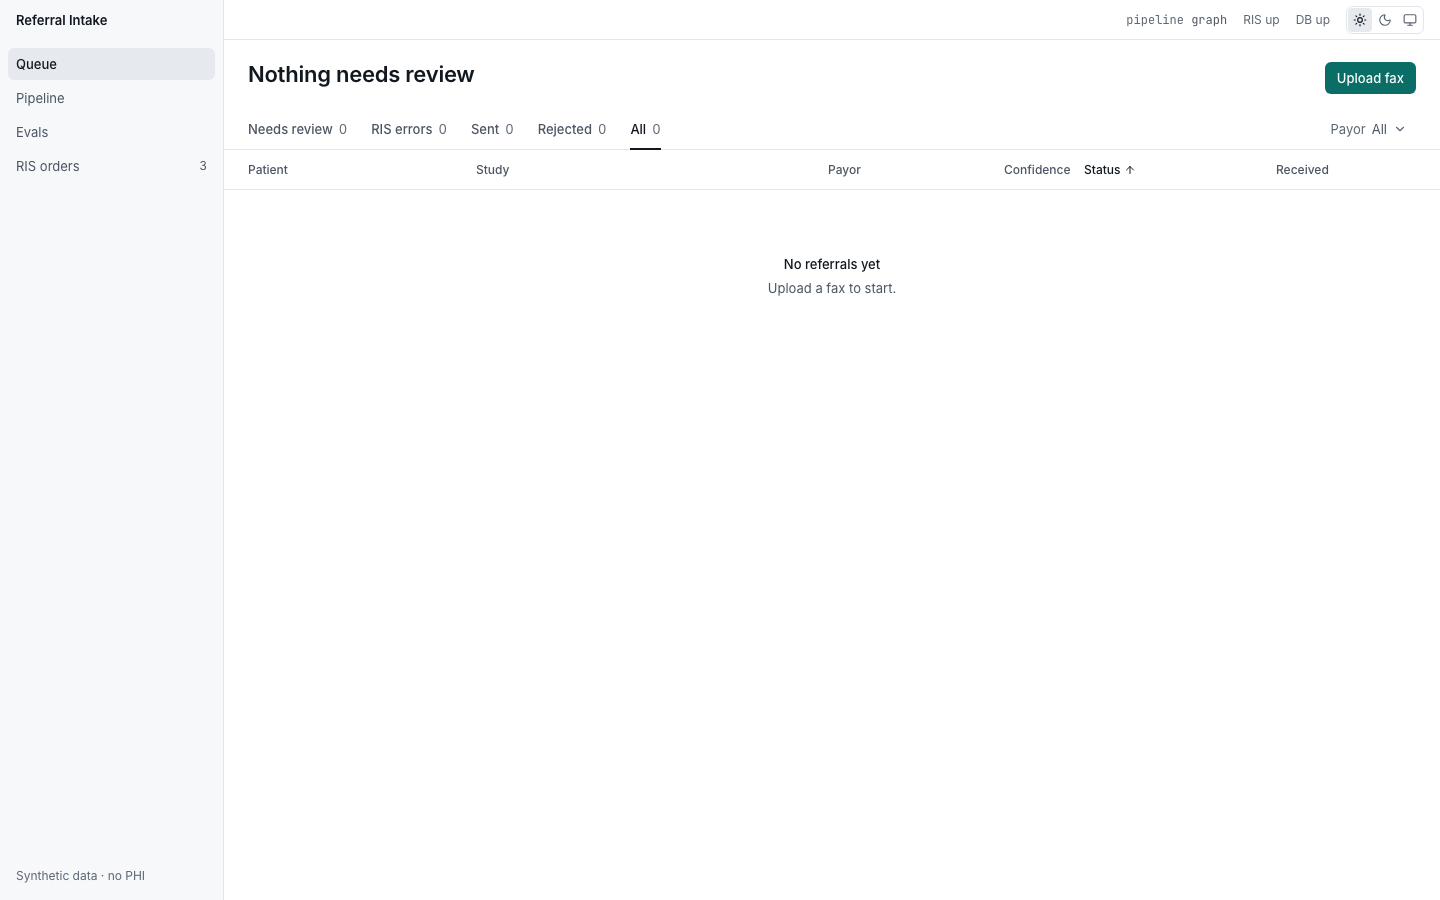 Referral Intake
pipeline graph RIS up DB up
Queue
Pipeline
Evals
RIS orders 3
Nothing needs review
Upload fax
Needs review 0 RIS errors 0 Sent 0 Rejected 0 All 0
Payor All
Patient Study Payor Confidence Status ↑ Received
No referrals yet
Upload a fax to start.
Synthetic data · no PHI